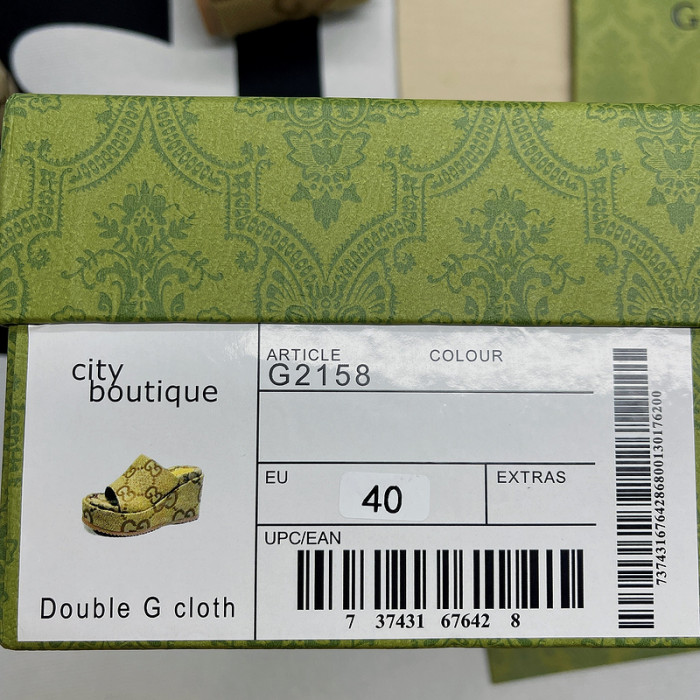 G
city
boutique
ARTICLE COLOUR
G2158
EU 40 EXTRAS
UPC/EAN
7 37431 67642 8
Double G cloth
737431676428680013017620​0